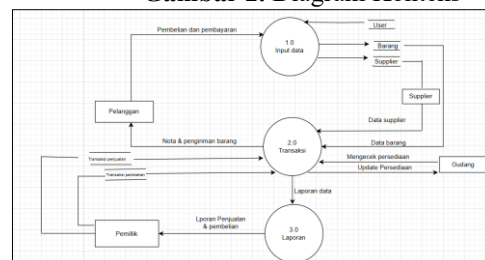 Gambar 2. Diagram Konteks
Pembelian dan pembayaran
User
1.0
Input data
Barang
Supplier
Supplier
Pelanggan
Data supplier
2.0
Transaksi
Nota & pengiriman barang
Data barang
Transaksi penjualan
Mengecek persediaan
Gudang
Transaksi pembelian
Update Persediaan
Laporan data
Lporan Penjualan
& pembelian
Pemilik
3.0
Laporan